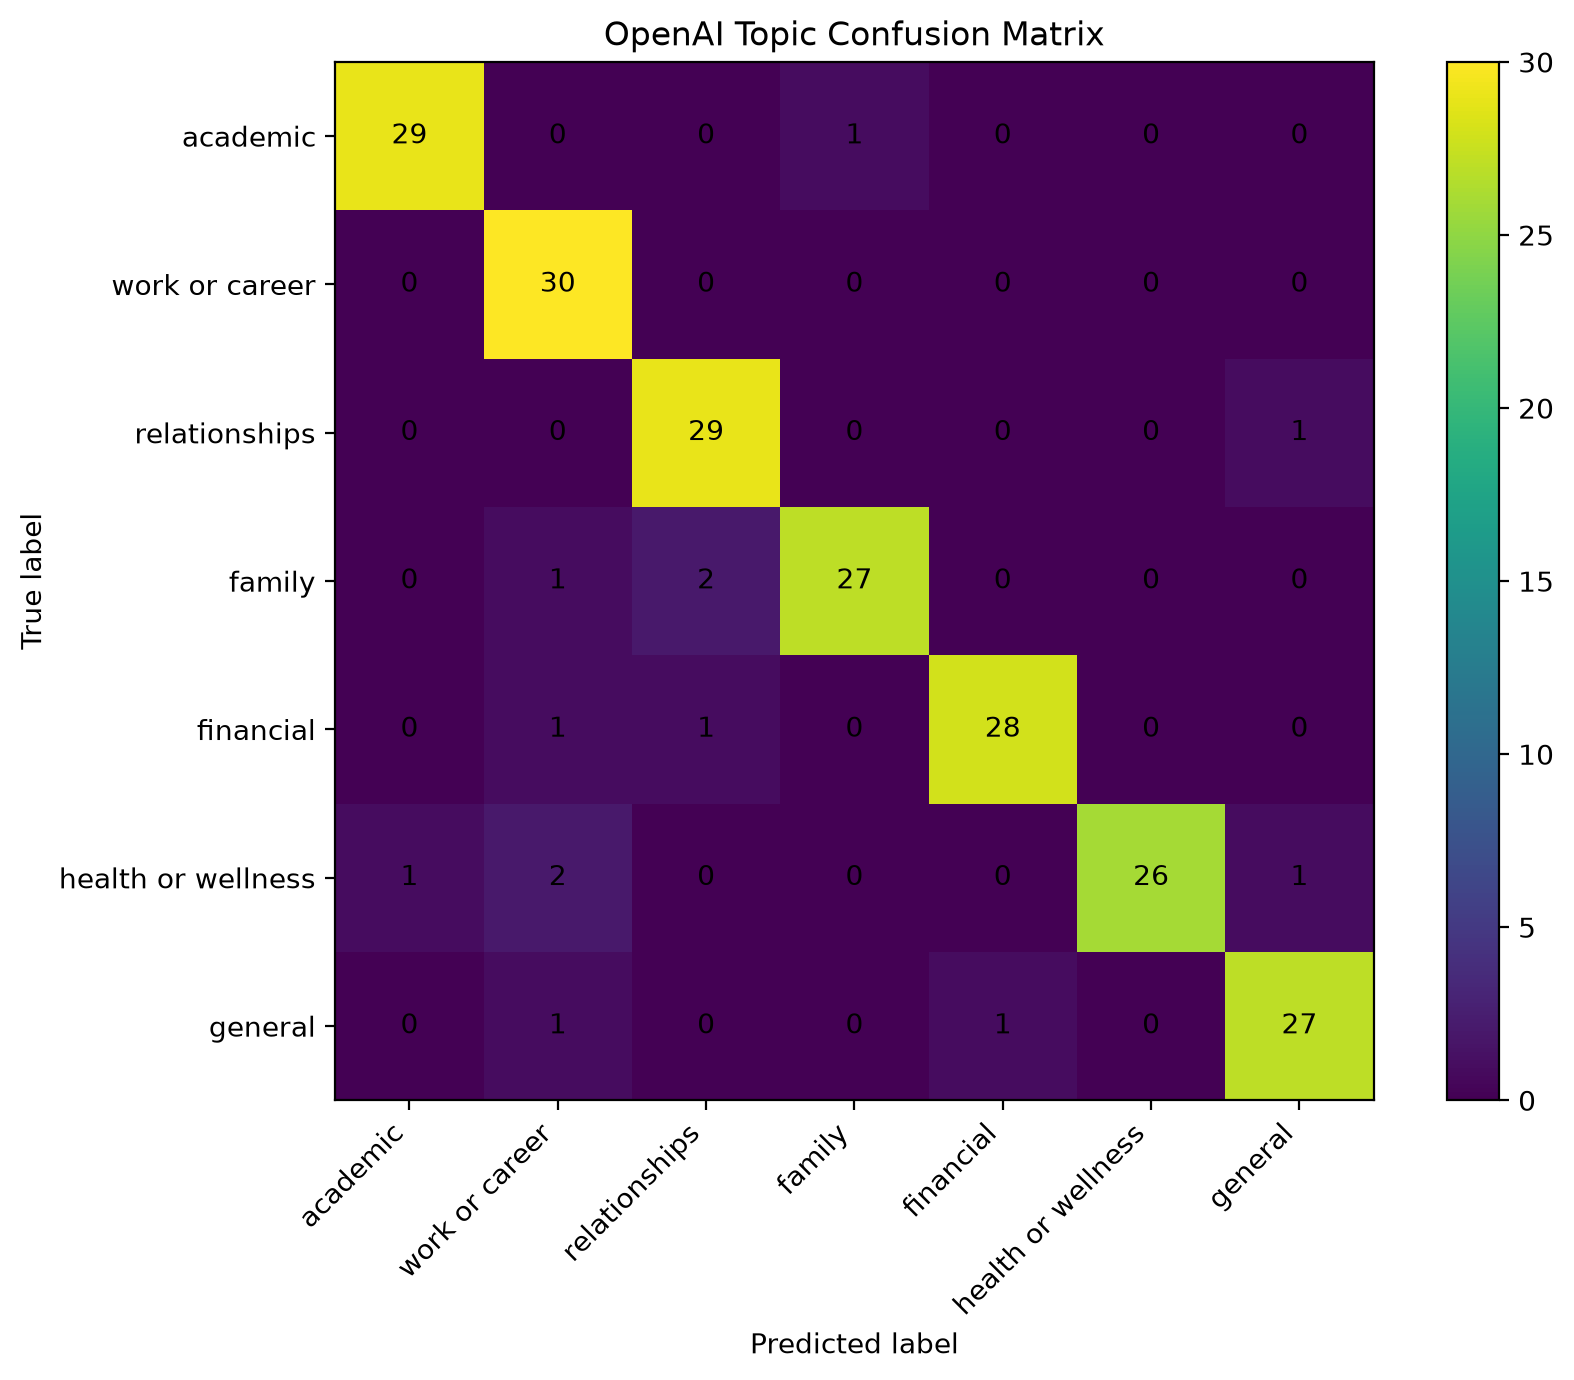 OpenAI Topic Confusion Matrix
academic 29 0 0 1 0 0 0
work or career 0 30 0 0 0 0 0
relationships 0 0 29 0 0 0 1
family 0 1 2 27 0 0 0
financial 0 1 1 0 28 0 0
health or wellness 1 2 0 0 0 26 1
general 0 1 0 0 1 0 27
True label
academic
work or career
relationships
family
financial
health or wellness
general
Predicted label
30
25
20
15
10
5
0